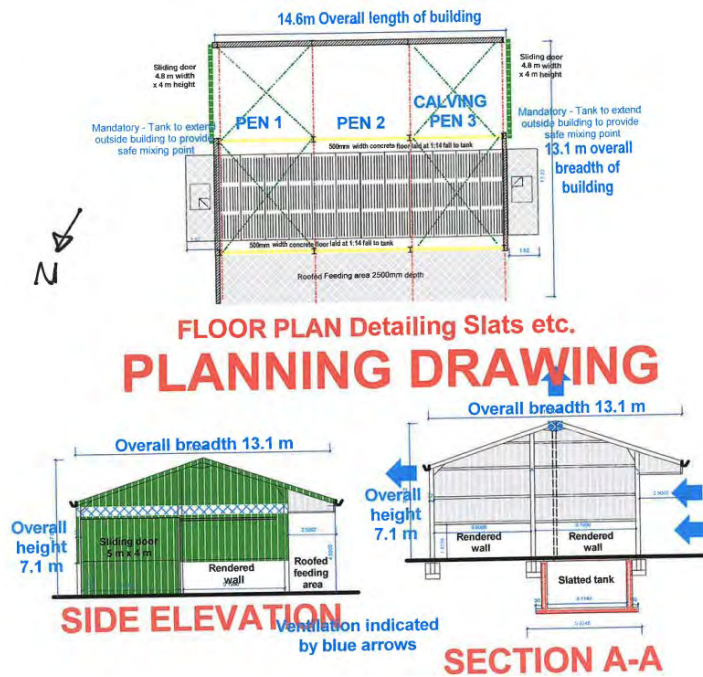 14.6m Overall length of building
Sliding door
4.8 m width
x 4 m height
Sliding door
4.8 m width
x 4 m height
PEN 1
PEN 2
CALVING
PEN 3
Mandatory - Tank to extend
outside building to provide
safe mixing point
Mandatory - Tank to extend
outside building to provide
safe mixing point
500mm width concrete floor laid at 1:14 fall to tank
13.1 m overall
breadth of
building
N
500mm width concrete floor laid at 1:14 fall to tank
Roofed Feeding area 2500mm depth
FLOOR PLAN Detailing Slats etc.
PLANNING DRAWING
Overall breadth 13.1 m
Overall
height
7.1 m
Sliding door
5 m x 4 m
Rendered
wall
Roofed
feeding
area
SIDE ELEVATION
Ventilation indicated
by blue arrows
Overall breadth 13.1 m
Overall
height
7.1 m
Rendered
wall
Rendered
wall
Slatted tank
SECTION A-A